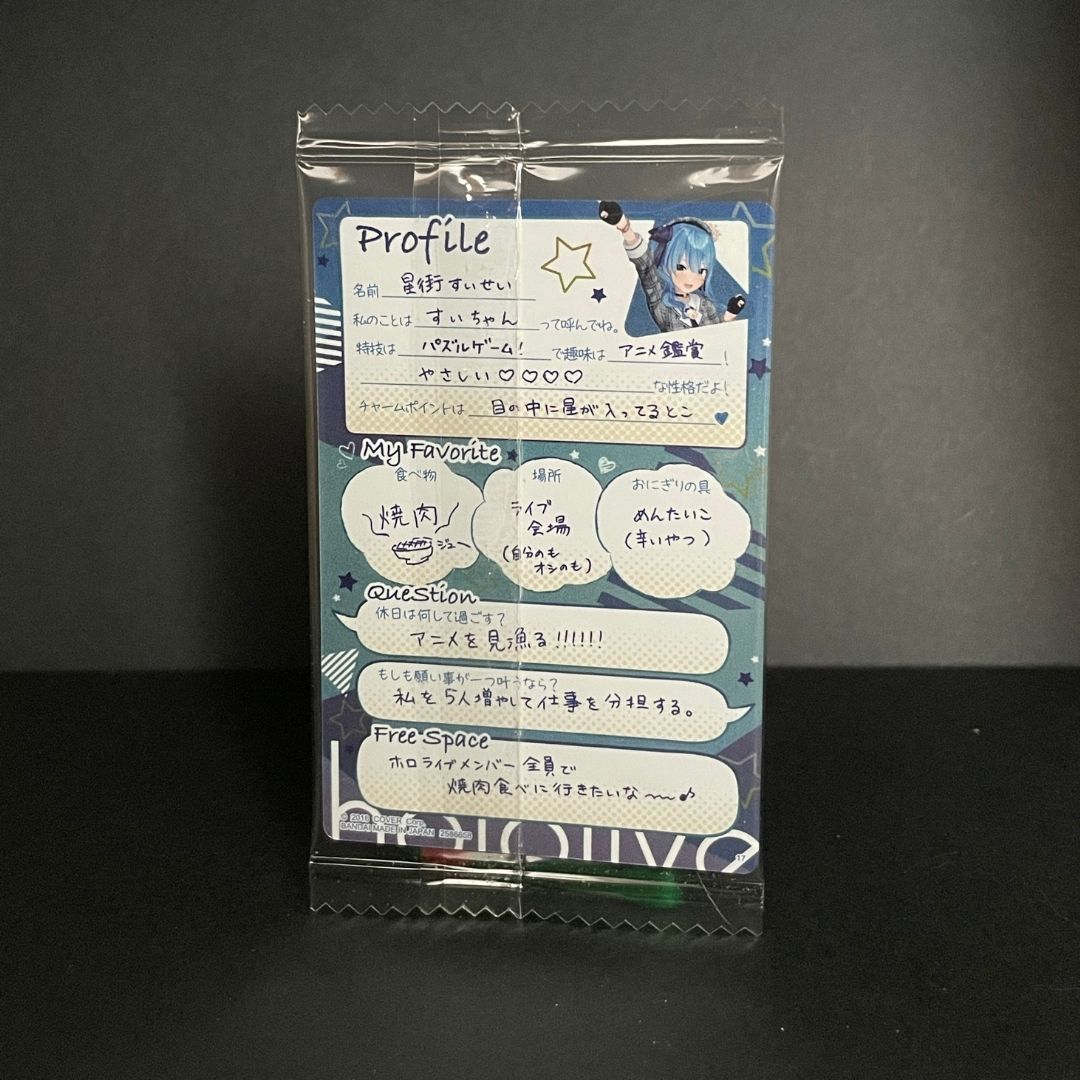 Profile
名前 星街すいせい
私のことは すいちゃん って呼んでね。
特技は パズルゲーム! で趣味は アニメ鑑賞 !
やさしい♡♡♡♡ な性格だよ!
チャームポイントは 目の中に星が入ってるとこ
My Favorite
食べ物
\焼肉/
ジュー
場所
ライブ
会場
(自分のも
オシのも)
おにぎりの具
めんたいこ
(辛いやつ)
Question
休日は何して過ごす?
アニメを見漁る!!!!!!
もしも願い事が一つ叶うなら?
私を5人増やして仕事を分担する。
Free Space
ホロライブメンバー全員で
焼肉食べに行きたいな〜〜♪
© 2016 COVER Corp.
BANDAI MADE IN JAPAN 2586658
hololive
17